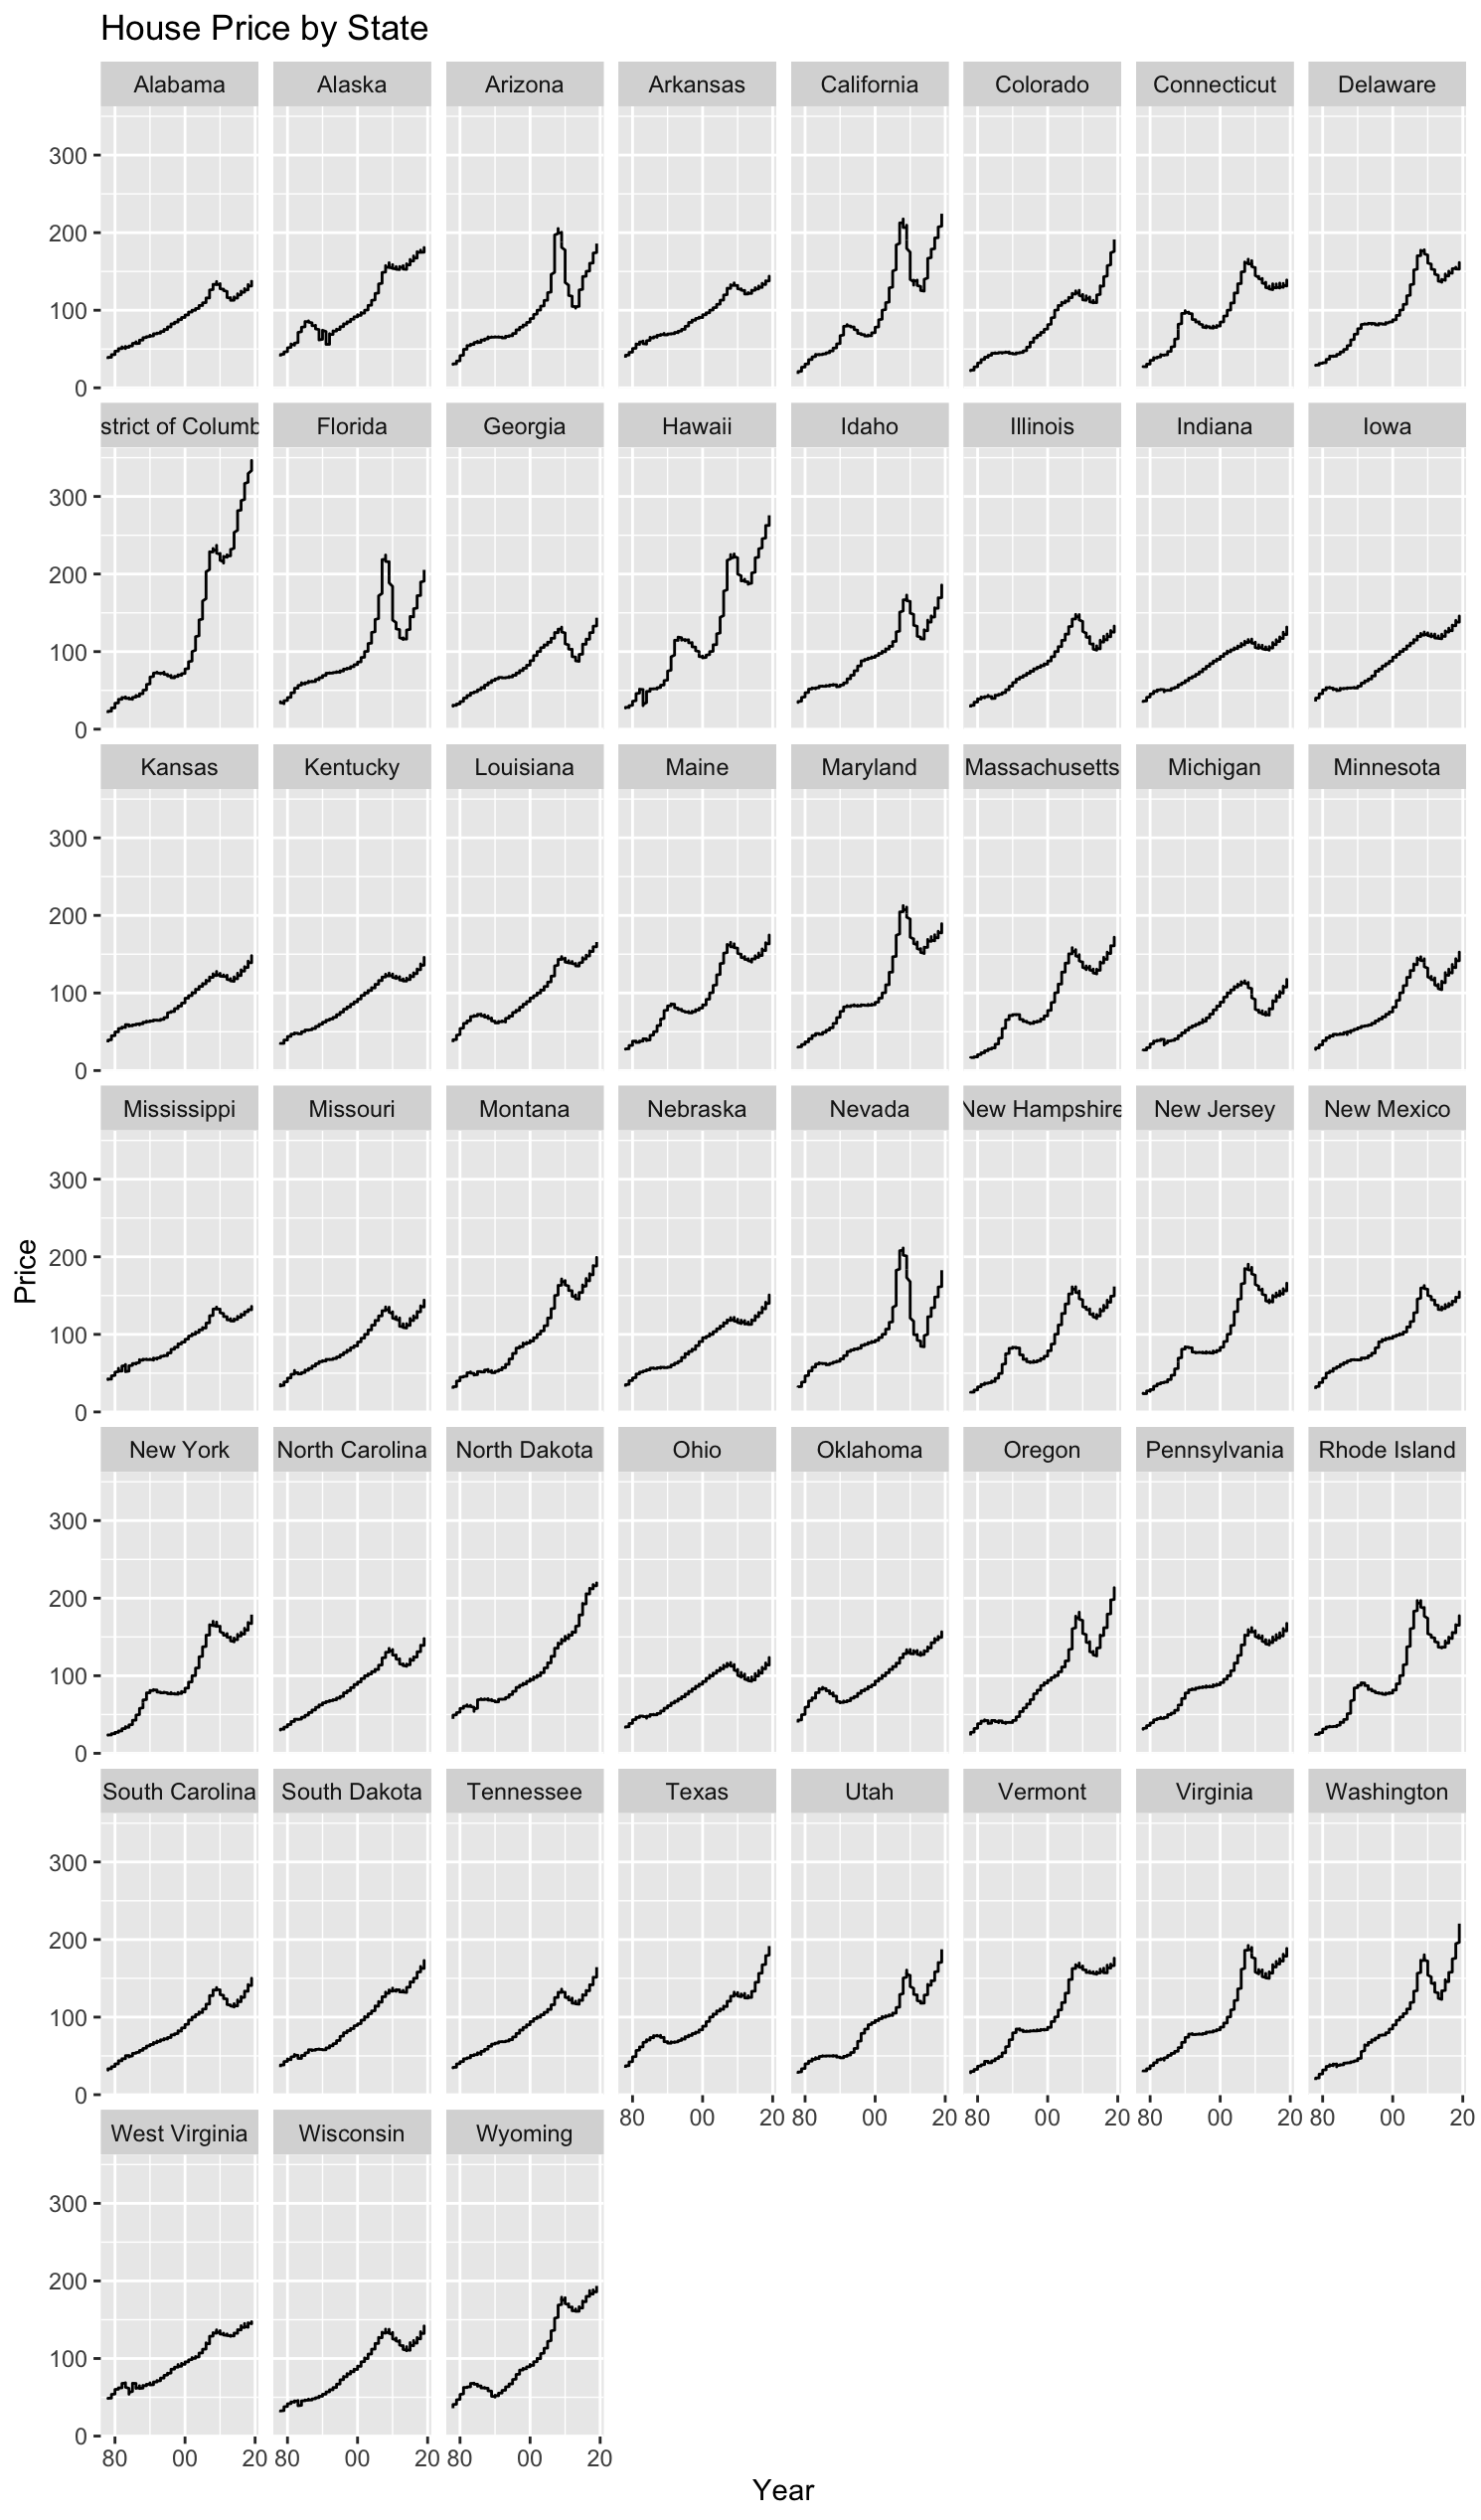 House Price by State
Alabama Alaska Arizona Arkansas California Colorado Connecticut Delaware
300
200
100
0
strict of Columb Florida Georgia Hawaii Idaho Illinois Indiana Iowa
300
200
100
0
Kansas Kentucky Louisiana Maine Maryland Massachusetts Michigan Minnesota
300
200
100
0
Mississippi Missouri Montana Nebraska Nevada New Hampshire New Jersey New Mexico
300
200
100
0
Price
New York North Carolina North Dakota Ohio Oklahoma Oregon Pennsylvania Rhode Island
300
200
100
0
South Carolina South Dakota Tennessee Texas Utah Vermont Virginia Washington
300
200
100
0
80 00 20 80 00 20 80 00 20 80 00 20 80 00 20
West Virginia Wisconsin Wyoming
300
200
100
0
80 00 20 80 00 20 80 00 20
Year